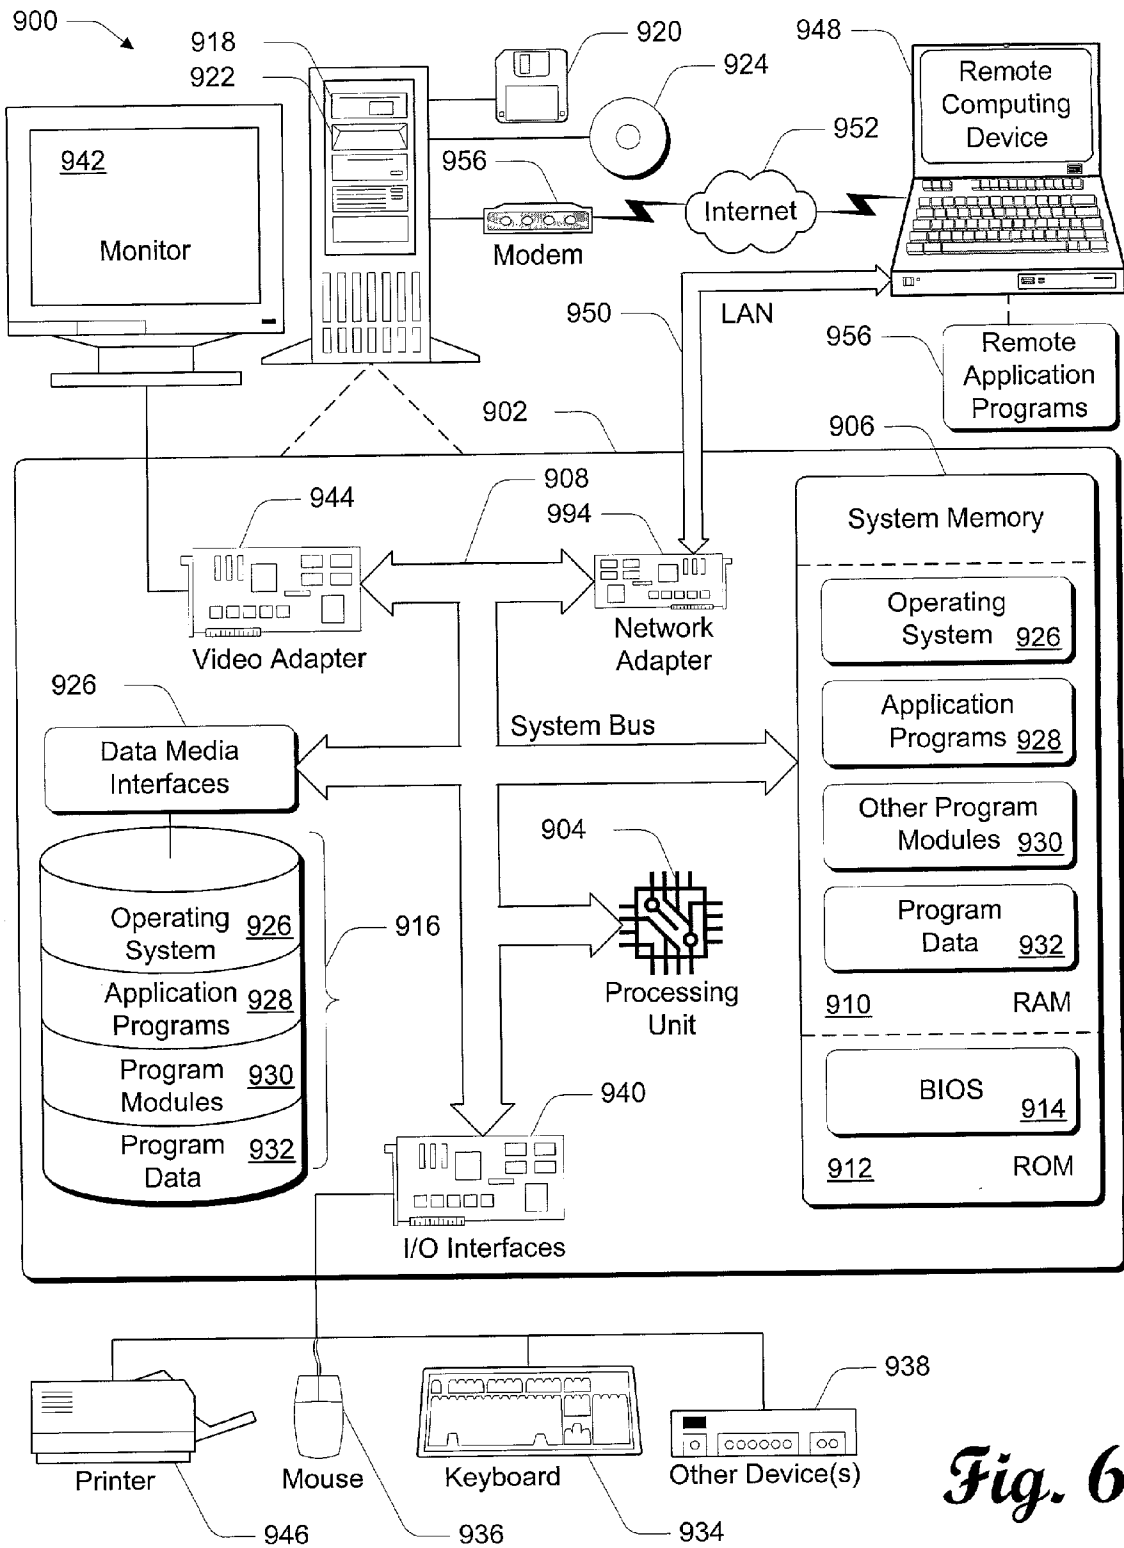 900
918
922
920
924
948
Remote
Computing
Device
942
Monitor
956
Modem
952
Internet
950
LAN
956
Remote
Application
Programs
902
906
908
944
994
Video Adapter
Network
Adapter
System Memory
Operating
System 926
Application
Programs 928
Other Program
Modules 930
Program
Data 932
910 RAM
BIOS 914
912 ROM
926
Data Media
Interfaces
System Bus
904
Processing
Unit
Operating
System 926
Application
Programs 928
Program
Modules 930
Program
Data 932
916
940
I/O Interfaces
Printer
946
Mouse
936
Keyboard
934
938
Other Device(s)
Fig. 6